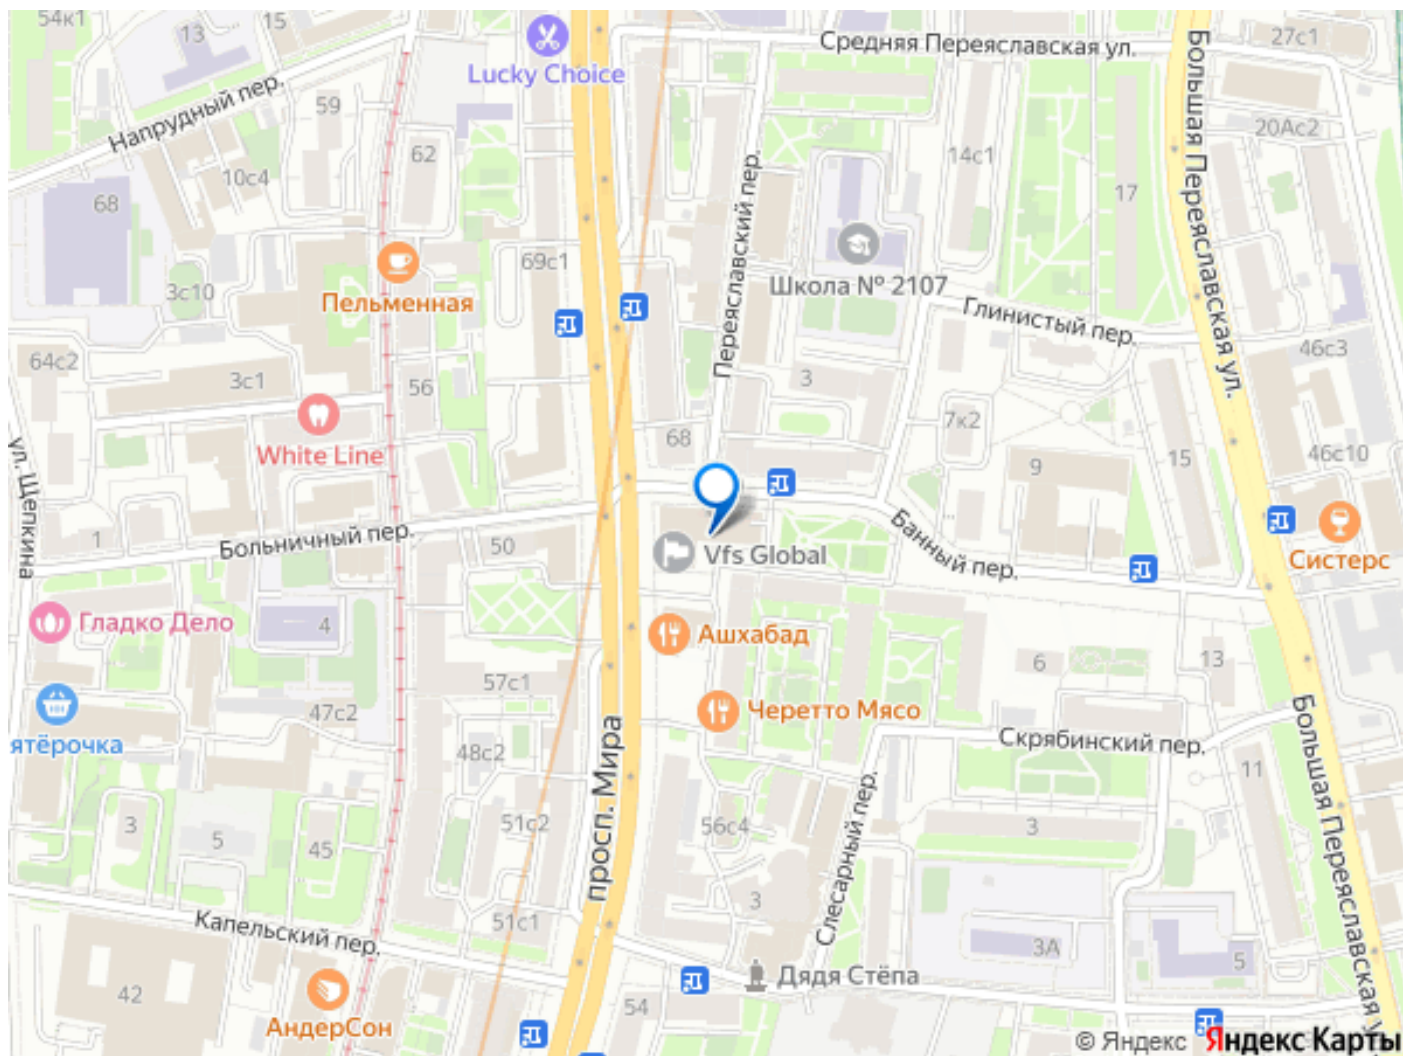 54к1
13
15
Lucky Choice
Средняя Переяславская ул.
27с1
Большая Переяславская ул.
Напрудный пер.
59
62
10с4
68
14с1
20Ас2
17
Переяславский пер.
69с1
3с10
Пельменная
Школа № 2107
Глинистый пер.
64с2
3с1
56
3
46с3
7к2
White Line
68
9
15
46с10
ул. Щепкина
1
Больничный пер.
50
Vfs Global
Банный пер.
Систерс
Гладко Дело
4
Ашхабад
6
13
57с1
47с2
Черетто Мясо
ятёрочка
48с2
просп. Мира
Скрябинский пер.
Большая Переяславская у
11
3
5
45
51с2
56с4
Слесарный пер.
3
3
51с1
Капельский пер.
3А
5
42
Дядя Стёпа
54
АндерСон
© Яндекс Яндекс Карты